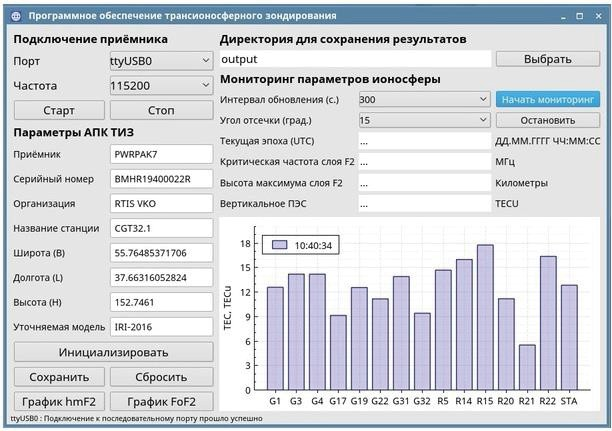 Программное обеспечение трансионосферного зондирования
Подключение приёмника
Порт ttyUSB0
Частота 115200
Старт Стоп
Параметры АПК ТИЗ
Приёмник PWRPAK7
Серийный номер BMHR19400022R
Организация RTIS VKO
Название станции CGT32.1
Широта (B) 55.76485371706
Долгота (L) 37.66316052824
Высота (H) 152.7461
Уточняемая модель IRI-2016
Инициализировать
Сохранить Сбросить
График hmF2 График FoF2
Директория для сохранения результатов
output Выбрать
Мониторинг параметров ионосферы
Интервал обновления (с.) 300 Начать мониторинг
Угол отсечки (град.) 15 Остановить
Текущая эпоха (UTC) ... ДД.ММ.ГГГГ ЧЧ:ММ:СС
Критическая частота слоя F2 ... МГц
Высота максимума слоя F2 ... Километры
Вертикальное ПЭС ... TECU
10:40:34
TEC, TECu
18
15
12
9
6
3
0
G1 G3 G4 G17 G19 G22 G31 G32 R5 R14 R15 R20 R21 R22 STA
ttyUSB0 : Подключение к последовательному порту прошло успешно